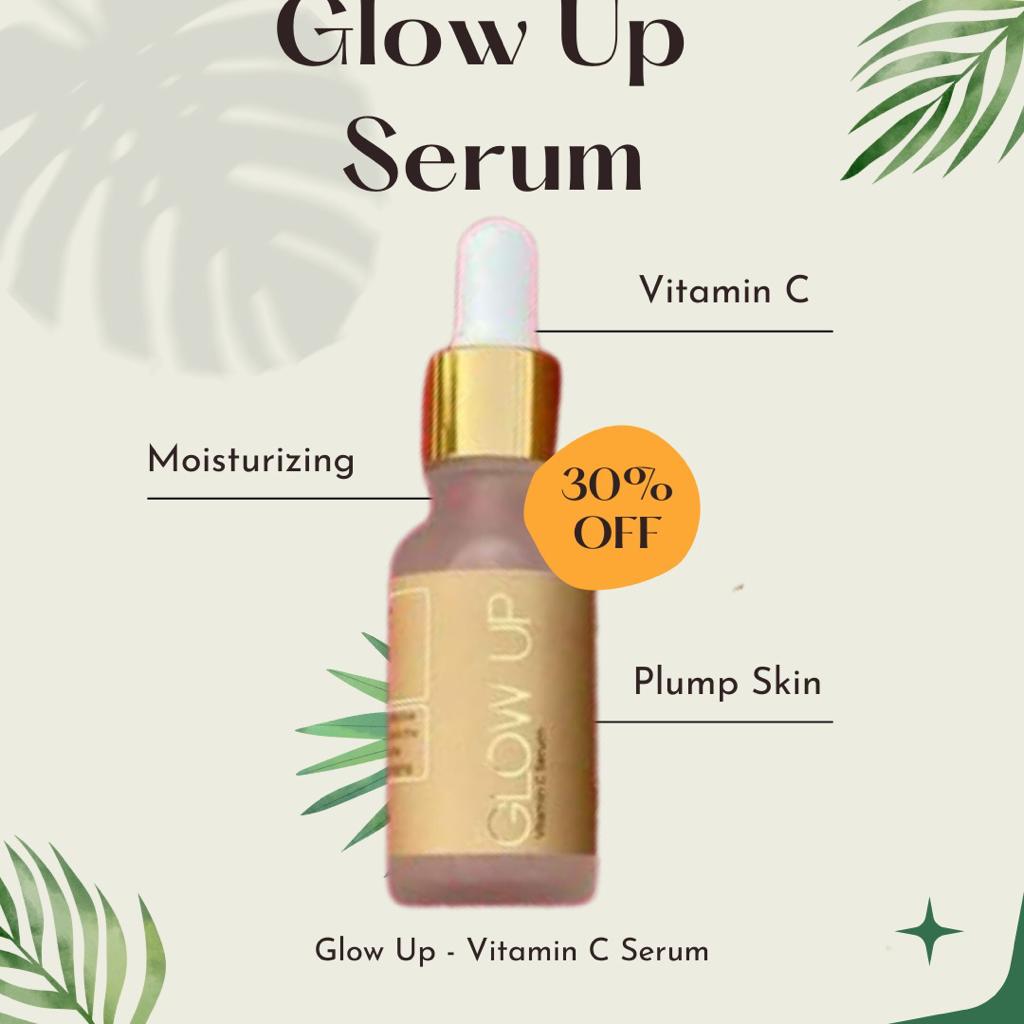 Glow Up
Serum
Vitamin C
Moisturizing
30%
OFF
GLOW UP
Vitamin C Serum
Plump Skin
Glow Up - Vitamin C Serum